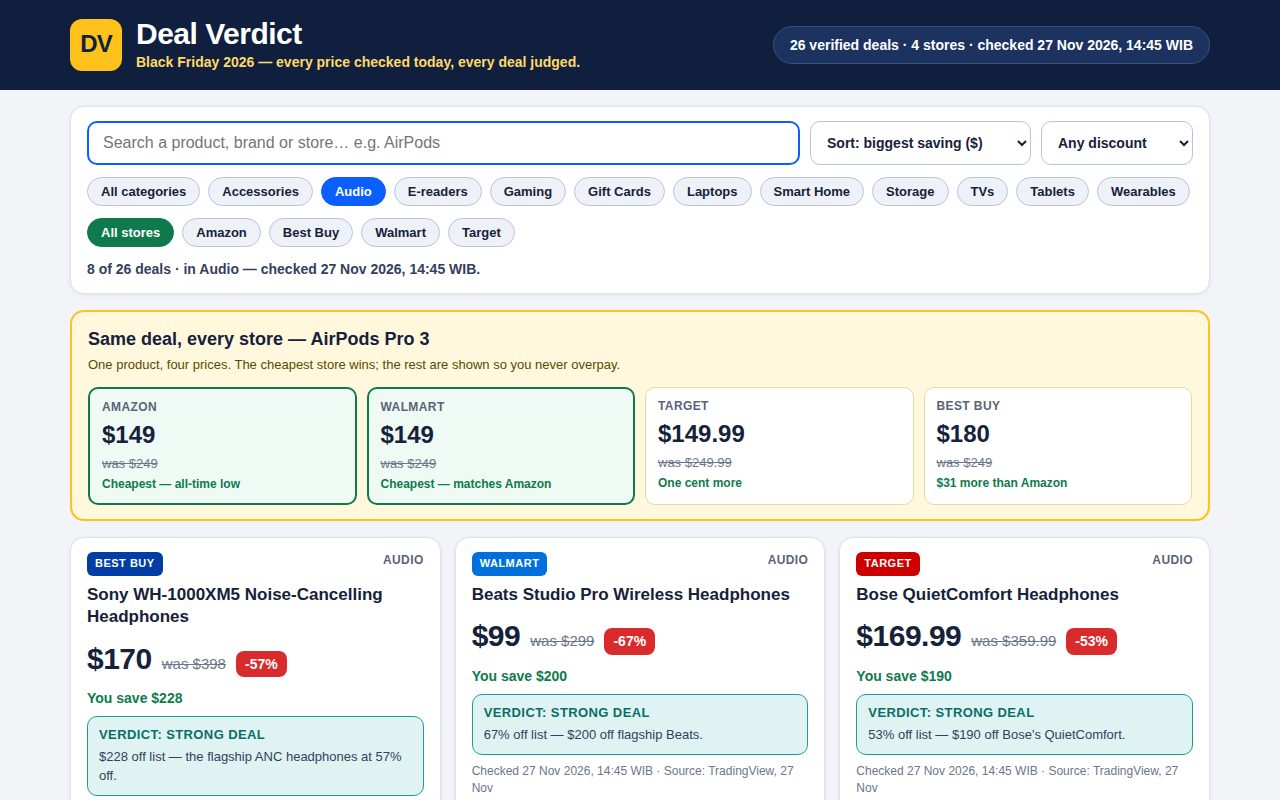 DV
Deal Verdict
Black Friday 2026 — every price checked today, every deal judged.
26 verified deals · 4 stores · checked 27 Nov 2026, 14:45 WIB
Search a product, brand or store… e.g. AirPods
Sort: biggest saving ($)
Any discount
All categories
Accessories
Audio
E-readers
Gaming
Gift Cards
Laptops
Smart Home
Storage
TVs
Tablets
Wearables
All stores
Amazon
Best Buy
Walmart
Target
8 of 26 deals · in Audio — checked 27 Nov 2026, 14:45 WIB.
Same deal, every store — AirPods Pro 3
One product, four prices. The cheapest store wins; the rest are shown so you never overpay.
AMAZON
$149
was $249
Cheapest — all-time low
WALMART
$149
was $249
Cheapest — matches Amazon
TARGET
$149.99
was $249.99
One cent more
BEST BUY
$180
was $249
$31 more than Amazon
BEST BUY
AUDIO
Sony WH-1000XM5 Noise-Cancelling
Headphones
$170 was $398 -57%
You save $228
VERDICT: STRONG DEAL
$228 off list — the flagship ANC headphones at 57%
off.
WALMART
AUDIO
Beats Studio Pro Wireless Headphones
$99 was $299 -67%
You save $200
VERDICT: STRONG DEAL
67% off list — $200 off flagship Beats.
Checked 27 Nov 2026, 14:45 WIB · Source: TradingView, 27
Nov
TARGET
AUDIO
Bose QuietComfort Headphones
$169.99 was $359.99 -53%
You save $190
VERDICT: STRONG DEAL
53% off list — $190 off Bose's QuietComfort.
Checked 27 Nov 2026, 14:45 WIB · Source: TradingView, 27
Nov